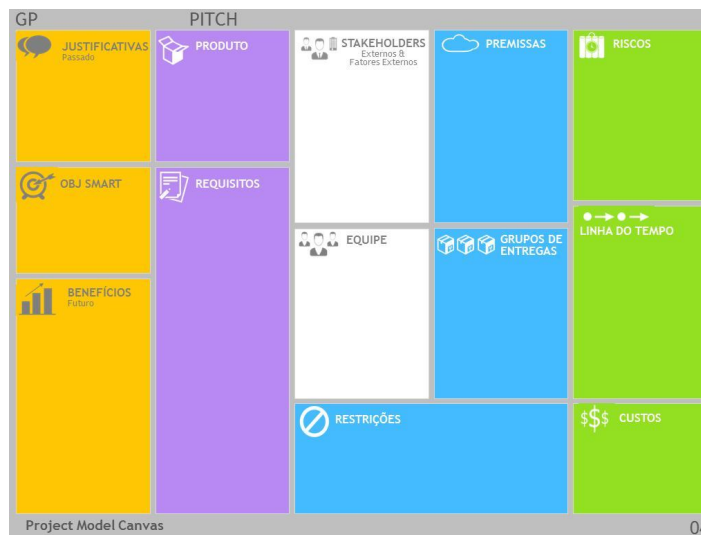 GP
PITCH
JUSTIFICATIVAS
Passado
PRODUTO
STAKEHOLDERS
Externos &
Fatores Externos
PREMISSAS
RISCOS
OBJ SMART
REQUISITOS
EQUIPE
GRUPOS DE
ENTREGAS
LINHA DO TEMPO
BENEFÍCIOS
Futuro
RESTRIÇÕES
$$$ CUSTOS
Project Model Canvas